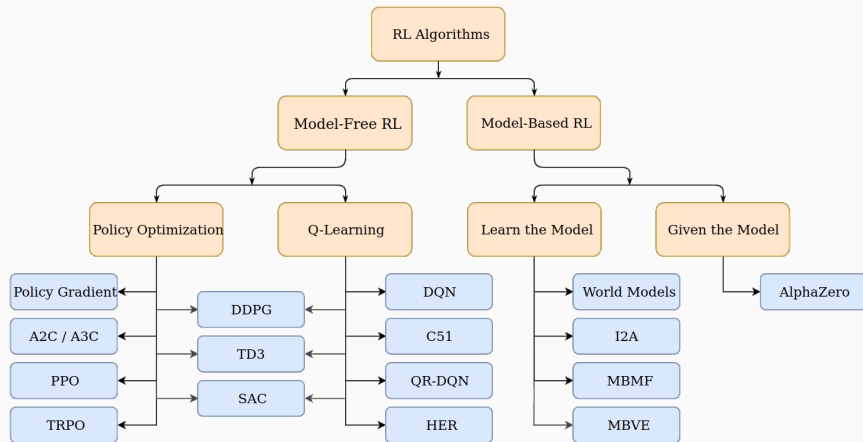 RL Algorithms
Model-Free RL
Model-Based RL
Policy Optimization
Q-Learning
Learn the Model
Given the Model
Policy Gradient
A2C / A3C
PPO
TRPO
DDPG
TD3
SAC
DQN
C51
QR-DQN
HER
World Models
I2A
MBMF
MBVE
AlphaZero